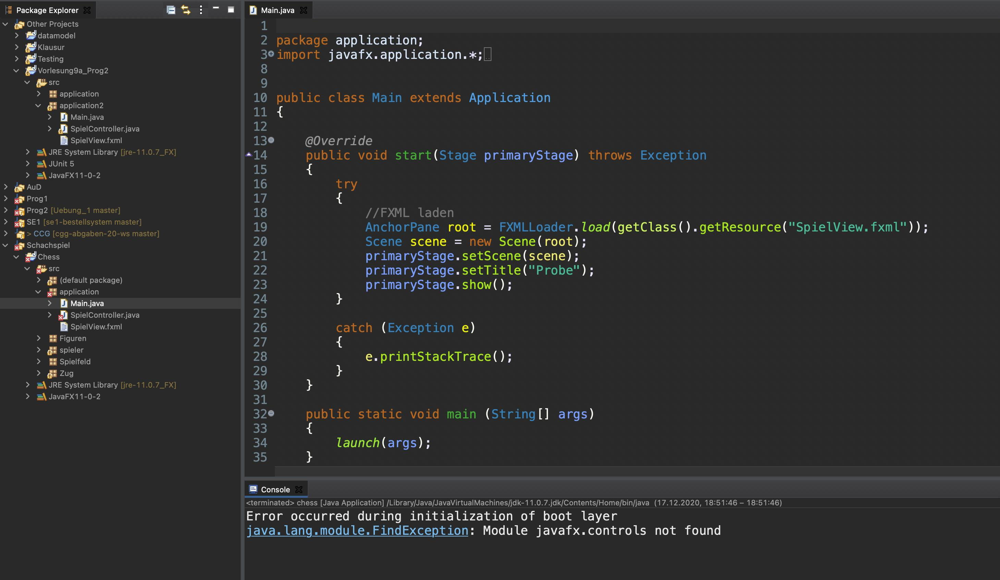 Package Explorer
Other Projects
datamodel
Klausur
Testing
Vorlesung9a_Prog2
src
application
application2
Main.java
SpielController.java
SpielView.fxml
JRE System Library [jre-11.0.7_FX]
JUnit 5
JavaFX11-0-2
AuD
Prog1
Prog2 [Uebung_1 master]
SE1 [se1-bestellsystem master]
> CCG [cgg-abgaben-20-ws master]
Schachspiel
Chess
src
(default package)
application
Main.java
SpielController.java
SpielView.fxml
Figuren
spieler
Spielfeld
Zug
JRE System Library [jre-11.0.7_FX]
JavaFX11-0-2
Main.java
1
2 package application;
3 import javafx.application.*;
8
9
10 public class Main extends Application
11 {
12
13 @Override
14 public void start(Stage primaryStage) throws Exception
15 {
16 try
17 {
18 //FXML laden
19 AnchorPane root = FXMLLoader.load(getClass().getResource("SpielView.fxml"));
20 Scene scene = new Scene(root);
21 primaryStage.setScene(scene);
22 primaryStage.setTitle("Probe");
23 primaryStage.show();
24 }
25
26 catch (Exception e)
27 {
28 e.printStackTrace();
29 }
30 }
31
32 public static void main (String[] args)
33 {
34 launch(args);
35 }
Console
<terminated> chess [Java Application] /Library/Java/JavaVirtualMachines/jdk-11.0.7.jdk/Contents/Home/bin/java (17.12.2020, 18:51:46 – 18:51:46)
Error occurred during initialization of boot layer
java.lang.module.FindException: Module javafx.controls not found